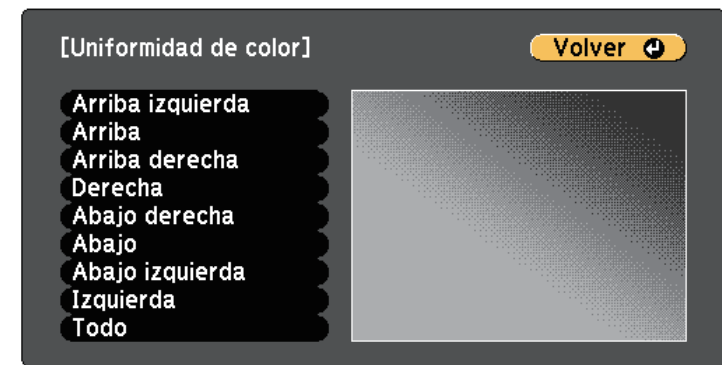 [Uniformidad de color]
Volver
Arriba izquierda
Arriba
Arriba derecha
Derecha
Abajo derecha
Abajo
Abajo izquierda
Izquierda
Todo